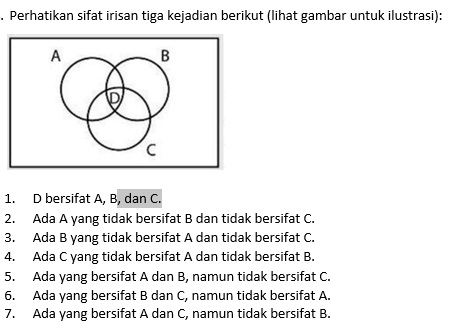 . Perhatikan sifat irisan tiga kejadian berikut (lihat gambar untuk ilustrasi):
A B
D
C
1. D bersifat A, B, dan C.
2. Ada A yang tidak bersifat B dan tidak bersifat C.
3. Ada B yang tidak bersifat A dan tidak bersifat C.
4. Ada C yang tidak bersifat A dan tidak bersifat B.
5. Ada yang bersifat A dan B, namun tidak bersifat C.
6. Ada yang bersifat B dan C, namun tidak bersifat A.
7. Ada yang bersifat A dan C, namun tidak bersifat B.